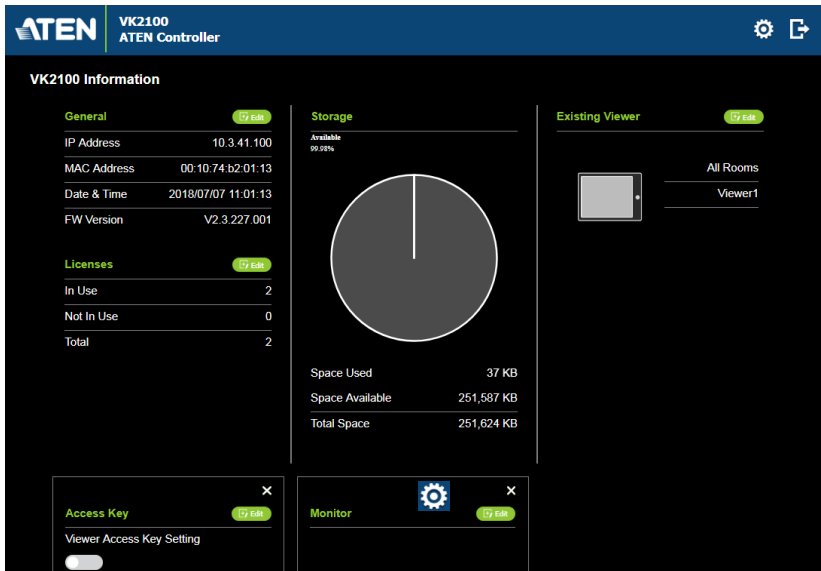 ATEN
VK2100
ATEN Controller
VK2100 Information
General
Edit
IP Address 10.3.41.100
MAC Address 00:10:74:b2:01:13
Date & Time 2018/07/07 11:01:13
FW Version V2.3.227.001
Licenses
Edit
In Use 2
Not In Use 0
Total 2
Storage
Available
99.98%
Space Used 37 KB
Space Available 251,587 KB
Total Space 251,624 KB
Existing Viewer
Edit
All Rooms
Viewer1
Access Key
Edit
Viewer Access Key Setting
Monitor
Edit